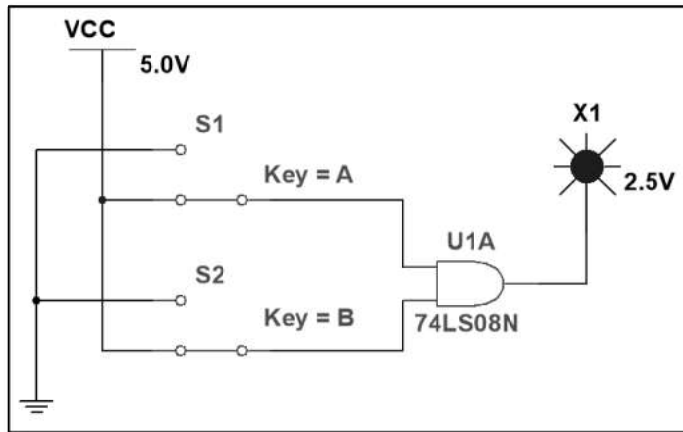 VCC
5.0V
S1
X1
Key = A
2.5V
U1A
S2
Key = B
74LS08N